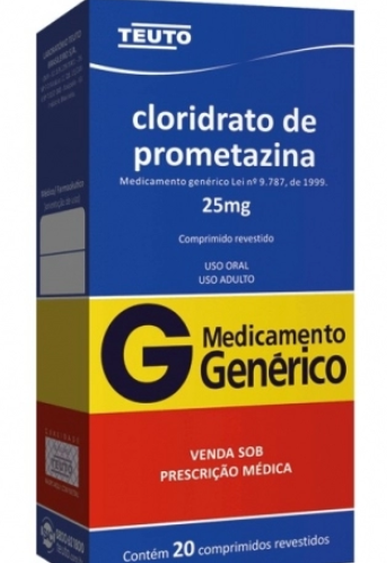 TEUTO
cloridrato de
prometazina
Medicamento genérico Lei nº 9.787, de 1999.
25mg
Comprimido revestido
USO ORAL
USO ADULTO
G
Medicamento
Genérico
VENDA SOB
PRESCRIÇÃO MÉDICA
Contém 20 comprimidos revestidos
TEUTO